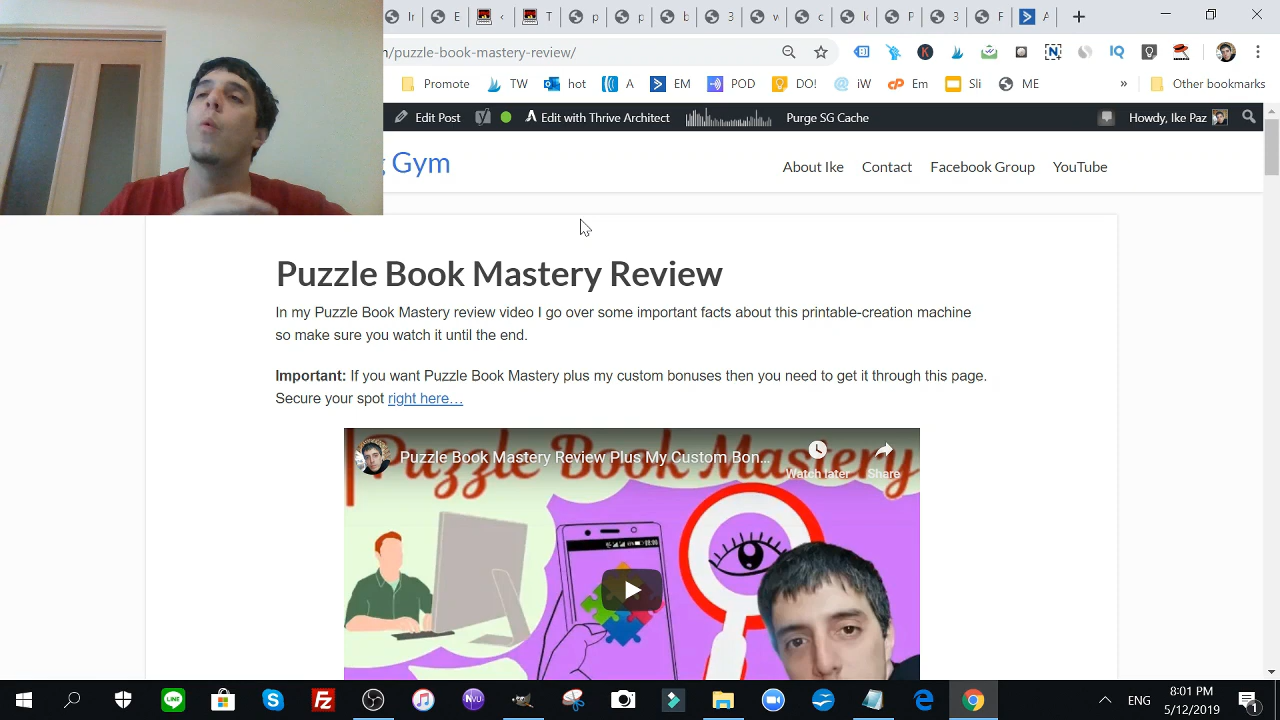 /puzzle-book-mastery-review/
Promote
TW
hot
A
EM
POD
DO!
iW
Em
Sli
ME
»
Other bookmarks
Edit Post
Edit with Thrive Architect
Purge SG Cache
Howdy, Ike Paz
Gym
About Ike
Contact
Facebook Group
YouTube
Puzzle Book Mastery Review
In my Puzzle Book Mastery review video I go over some important facts about this printable-creation machine
so make sure you watch it until the end.
Important: If you want Puzzle Book Mastery plus my custom bonuses then you need to get it through this page.
Secure your spot right here…
Puzzle Book Mastery
Puzzle Book Mastery Review Plus My Custom Bon...
Watch later
Share
ENG
8:01 PM
5/12/2019